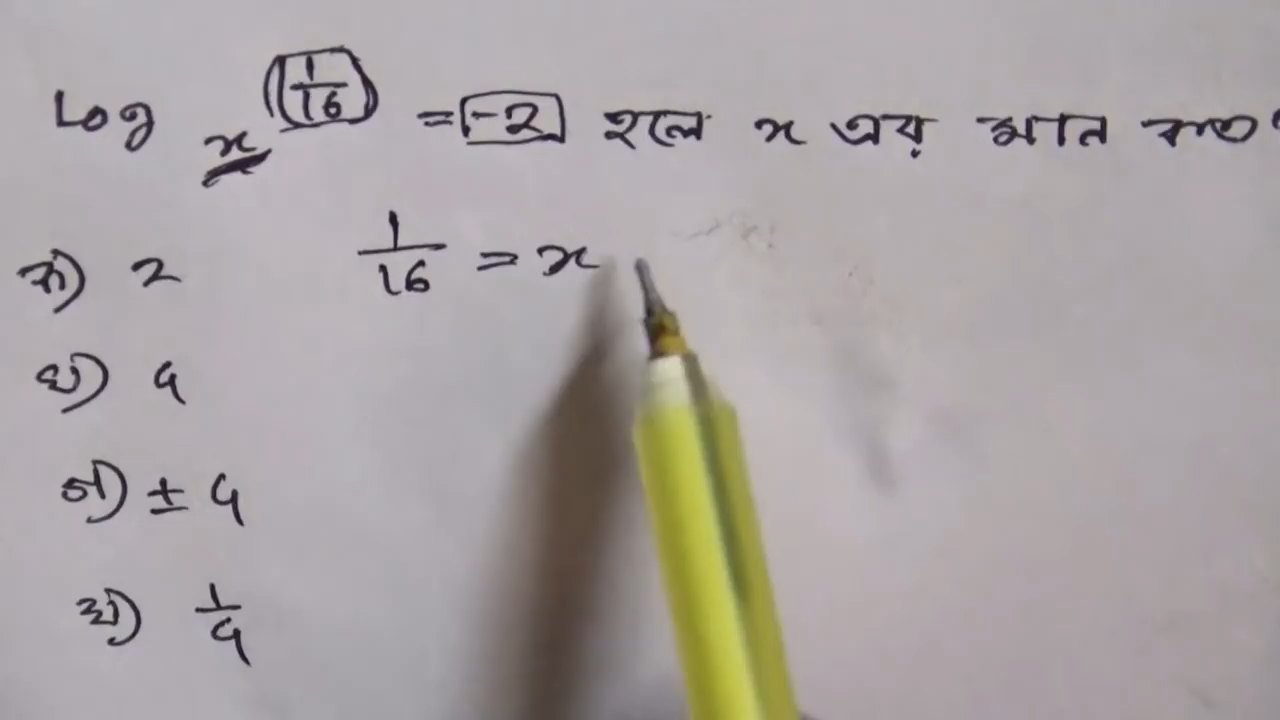 Log x (1/16) = -2 হলে x এর মান কত?
ক) 2
1/16 = x
খ) 4
গ) ± 4
ঘ) 1/4